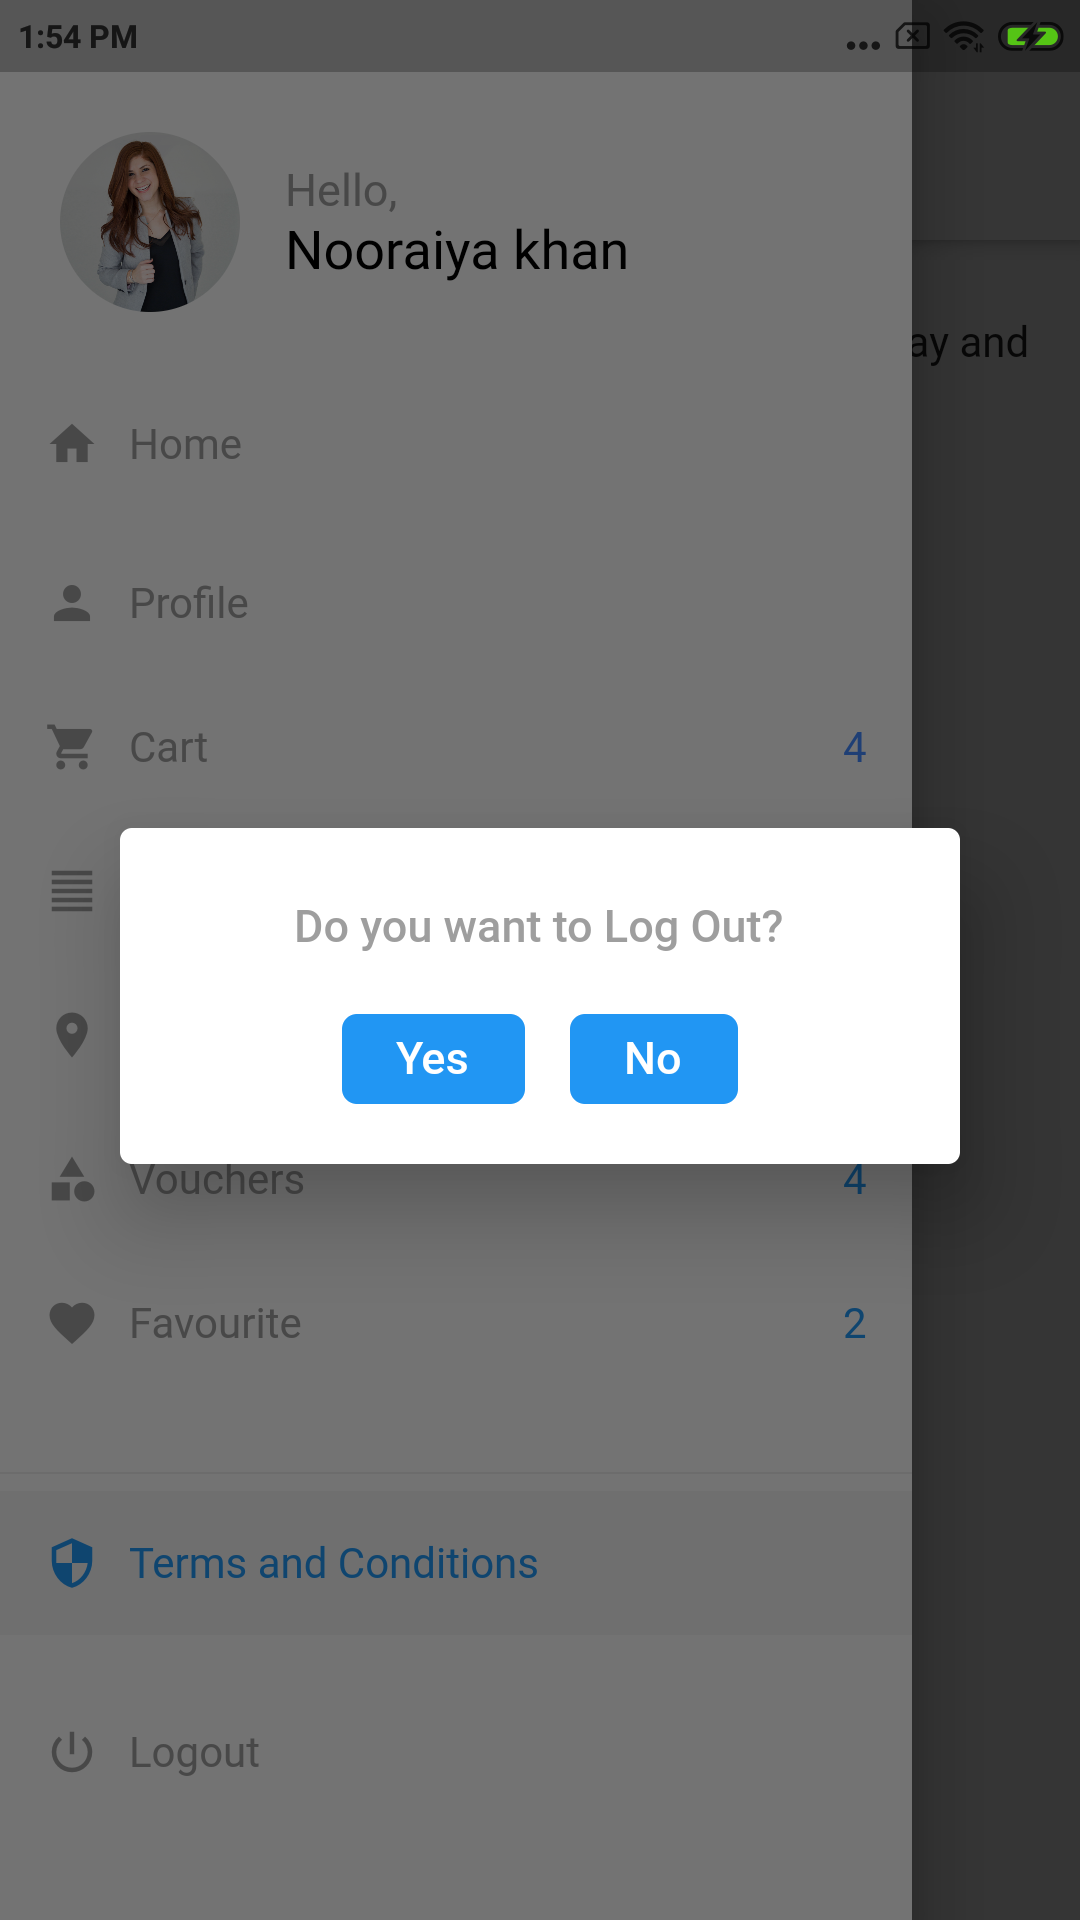 1:54 PM
Hello,
Nooraiya khan
ay and
Home
Profile
Cart 4
Do you want to Log Out?
Yes No
Vouchers 4
Favourite 2
Terms and Conditions
Logout